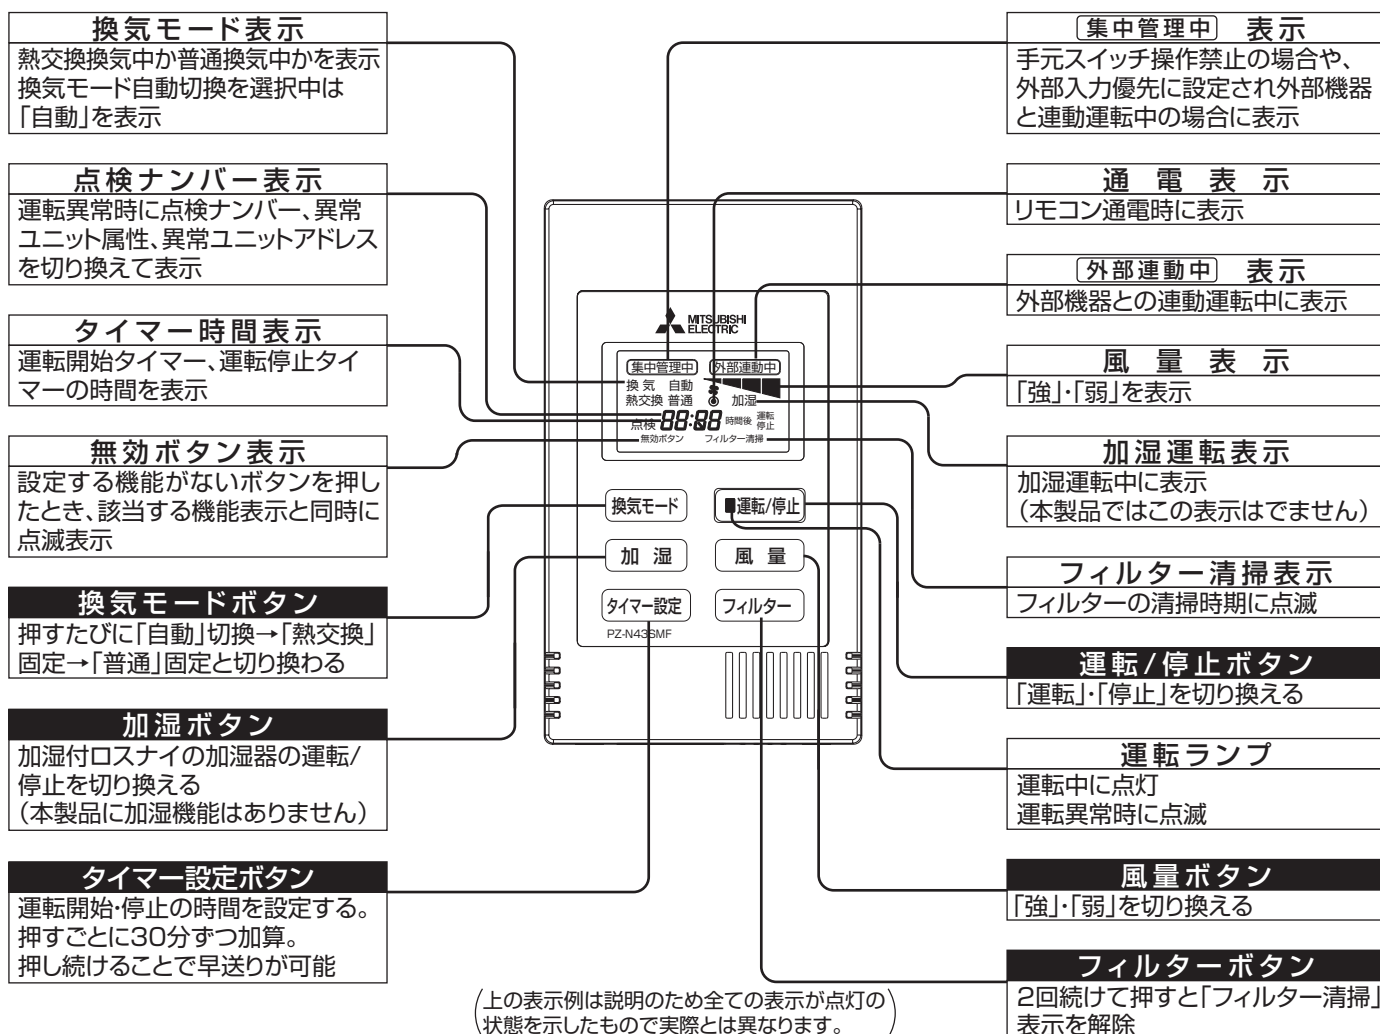 換気モード表示
熱交換換気中か普通換気中かを表示
換気モード自動切換を選択中は
「自動」を表示
点検ナンバー表示
運転異常時に点検ナンバー、異常
ユニット属性、異常ユニットアドレス
を切り換えて表示
タイマー時間表示
運転開始タイマー、運転停止タイ
マーの時間を表示
無効ボタン表示
設定する機能がないボタンを押し
たとき、該当する機能表示と同時に
点滅表示
換気モードボタン
押すたびに「自動」切換→「熱交換」
固定→「普通」固定と切り換わる
加湿ボタン
加湿付ロスナイの加湿器の運転/
停止を切り換える
(本製品に加湿機能はありません)
タイマー設定ボタン
運転開始・停止の時間を設定する。
押すごとに30分ずつ加算。
押し続けることで早送りが可能
MITSUBISHI
ELECTRIC
集中管理中 外部連動中
換気 自動
熱交換 普通 加湿
点検 88:88 時間後 運転
停止
無効ボタン フィルター清掃
換気モード 運転/停止
加湿 風量
タイマー設定 フィルター
PZ-N43SMF
(上の表示例は説明のため全ての表示が点灯の
状態を示したもので実際とは異なります。)
集中管理中 表示
手元スイッチ操作禁止の場合や、
外部入力優先に設定され外部機器
と連動運転中の場合に表示
通電表示
リモコン通電時に表示
外部連動中 表示
外部機器との連動運転中に表示
風量表示
「強」・「弱」を表示
加湿運転表示
加湿運転中に表示
(本製品ではこの表示はでません)
フィルター清掃表示
フィルターの清掃時期に点滅
運転/停止ボタン
「運転」・「停止」を切り換える
運転ランプ
運転中に点灯
運転異常時に点滅
風量ボタン
「強」・「弱」を切り換える
フィルターボタン
2回続けて押すと「フィルター清掃」
表示を解除